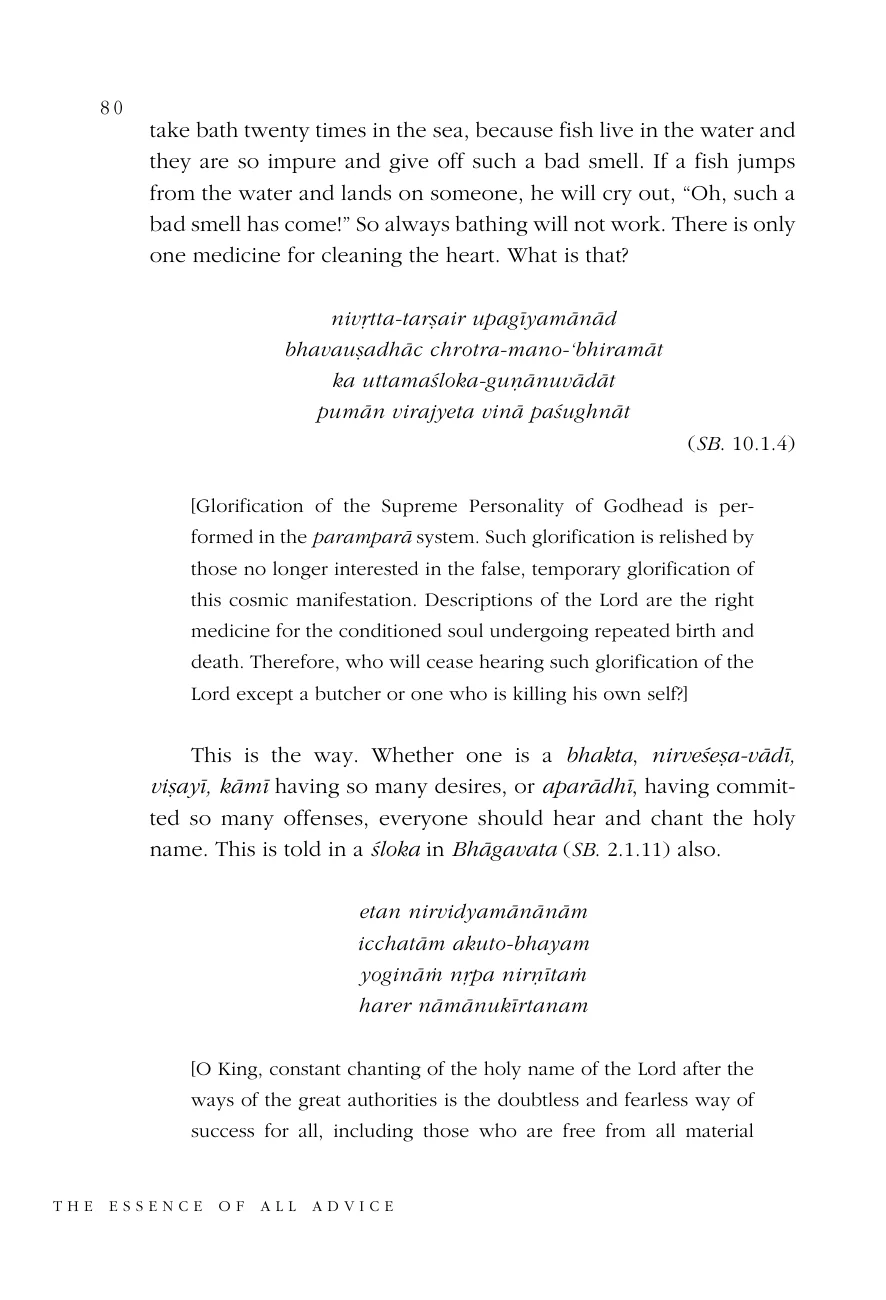 80
take bath twenty times in the sea, because fish live in the water and
they are so impure and give off such a bad smell. If a fish jumps
from the water and lands on someone, he will cry out, “Oh, such a
bad smell has come!” So always bathing will not work. There is only
one medicine for cleaning the heart. What is that?
nivṛtta-tarṣair upagīyamānād
bhavauṣadhāc chrotra-mano-‘bhiramāt
ka uttamaśloka-guṇānuvādāt
pumān virajyeta vinā paśughnāt
(SB. 10.1.4)
[Glorification of the Supreme Personality of Godhead is per-
formed in the paramparā system. Such glorification is relished by
those no longer interested in the false, temporary glorification of
this cosmic manifestation. Descriptions of the Lord are the right
medicine for the conditioned soul undergoing repeated birth and
death. Therefore, who will cease hearing such glorification of the
Lord except a butcher or one who is killing his own self?]
This is the way. Whether one is a bhakta, nirveśeṣa-vādī,
viṣayī, kāmī having so many desires, or aparādhī, having commit-
ted so many offenses, everyone should hear and chant the holy
name. This is told in a śloka in Bhāgavata (SB. 2.1.11) also.
etan nirvidyamānānām
icchatām akuto-bhayam
yogināṁ nṛpa nirṇītaṁ
harer nāmānukīrtanam
[O King, constant chanting of the holy name of the Lord after the
ways of the great authorities is the doubtless and fearless way of
success for all, including those who are free from all material
THE ESSENCE OF ALL ADVICE